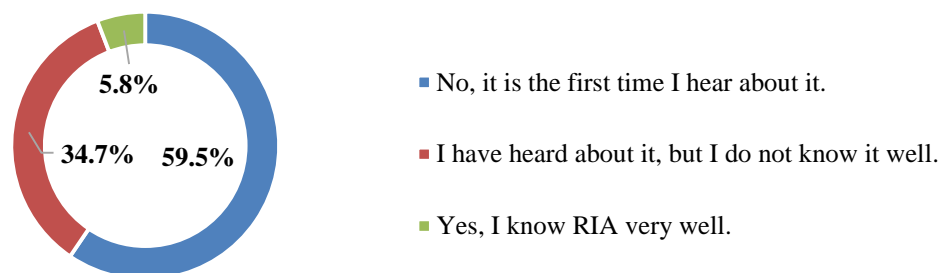 5.8%
34.7%
59.5%
No, it is the first time I hear about it.
I have heard about it, but I do not know it well.
Yes, I know RIA very well.